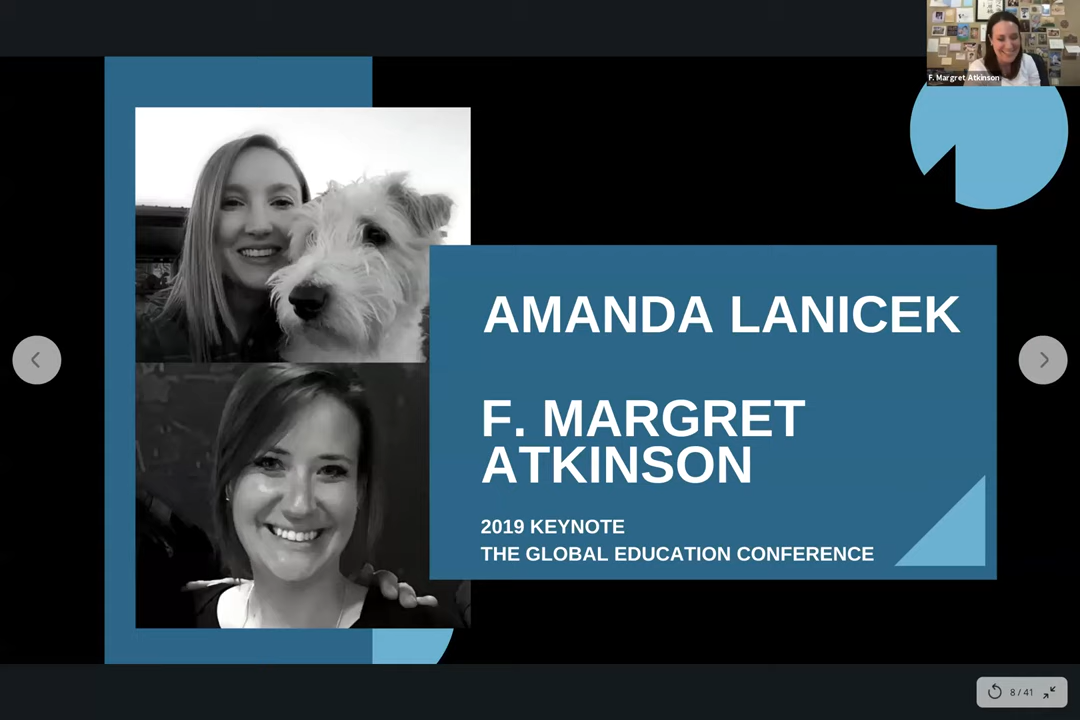 F. Margret Atkinson
AMANDA LANICEK
F. MARGRET
ATKINSON
2019 KEYNOTE
THE GLOBAL EDUCATION CONFERENCE
8 / 41